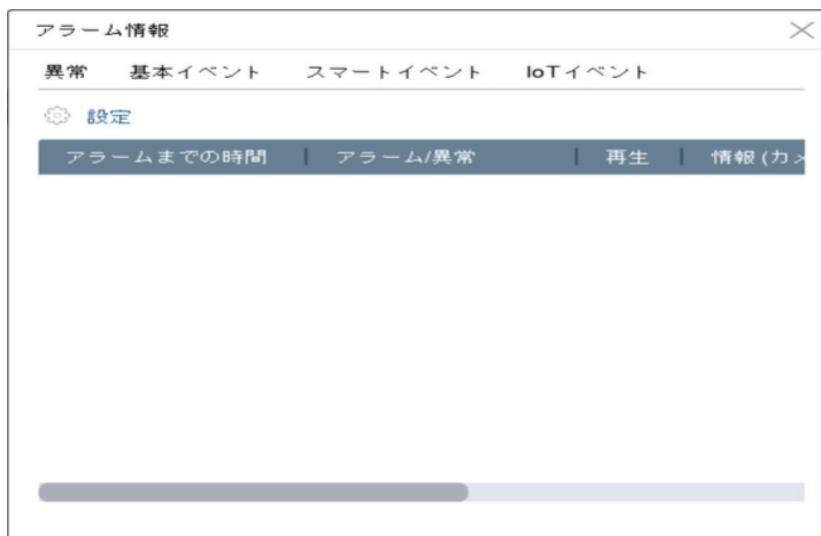 アラーム情報
異常 基本イベント スマートイベント IoTイベント
設定
アラームまでの時間 アラーム/異常 再生 情報(カメ